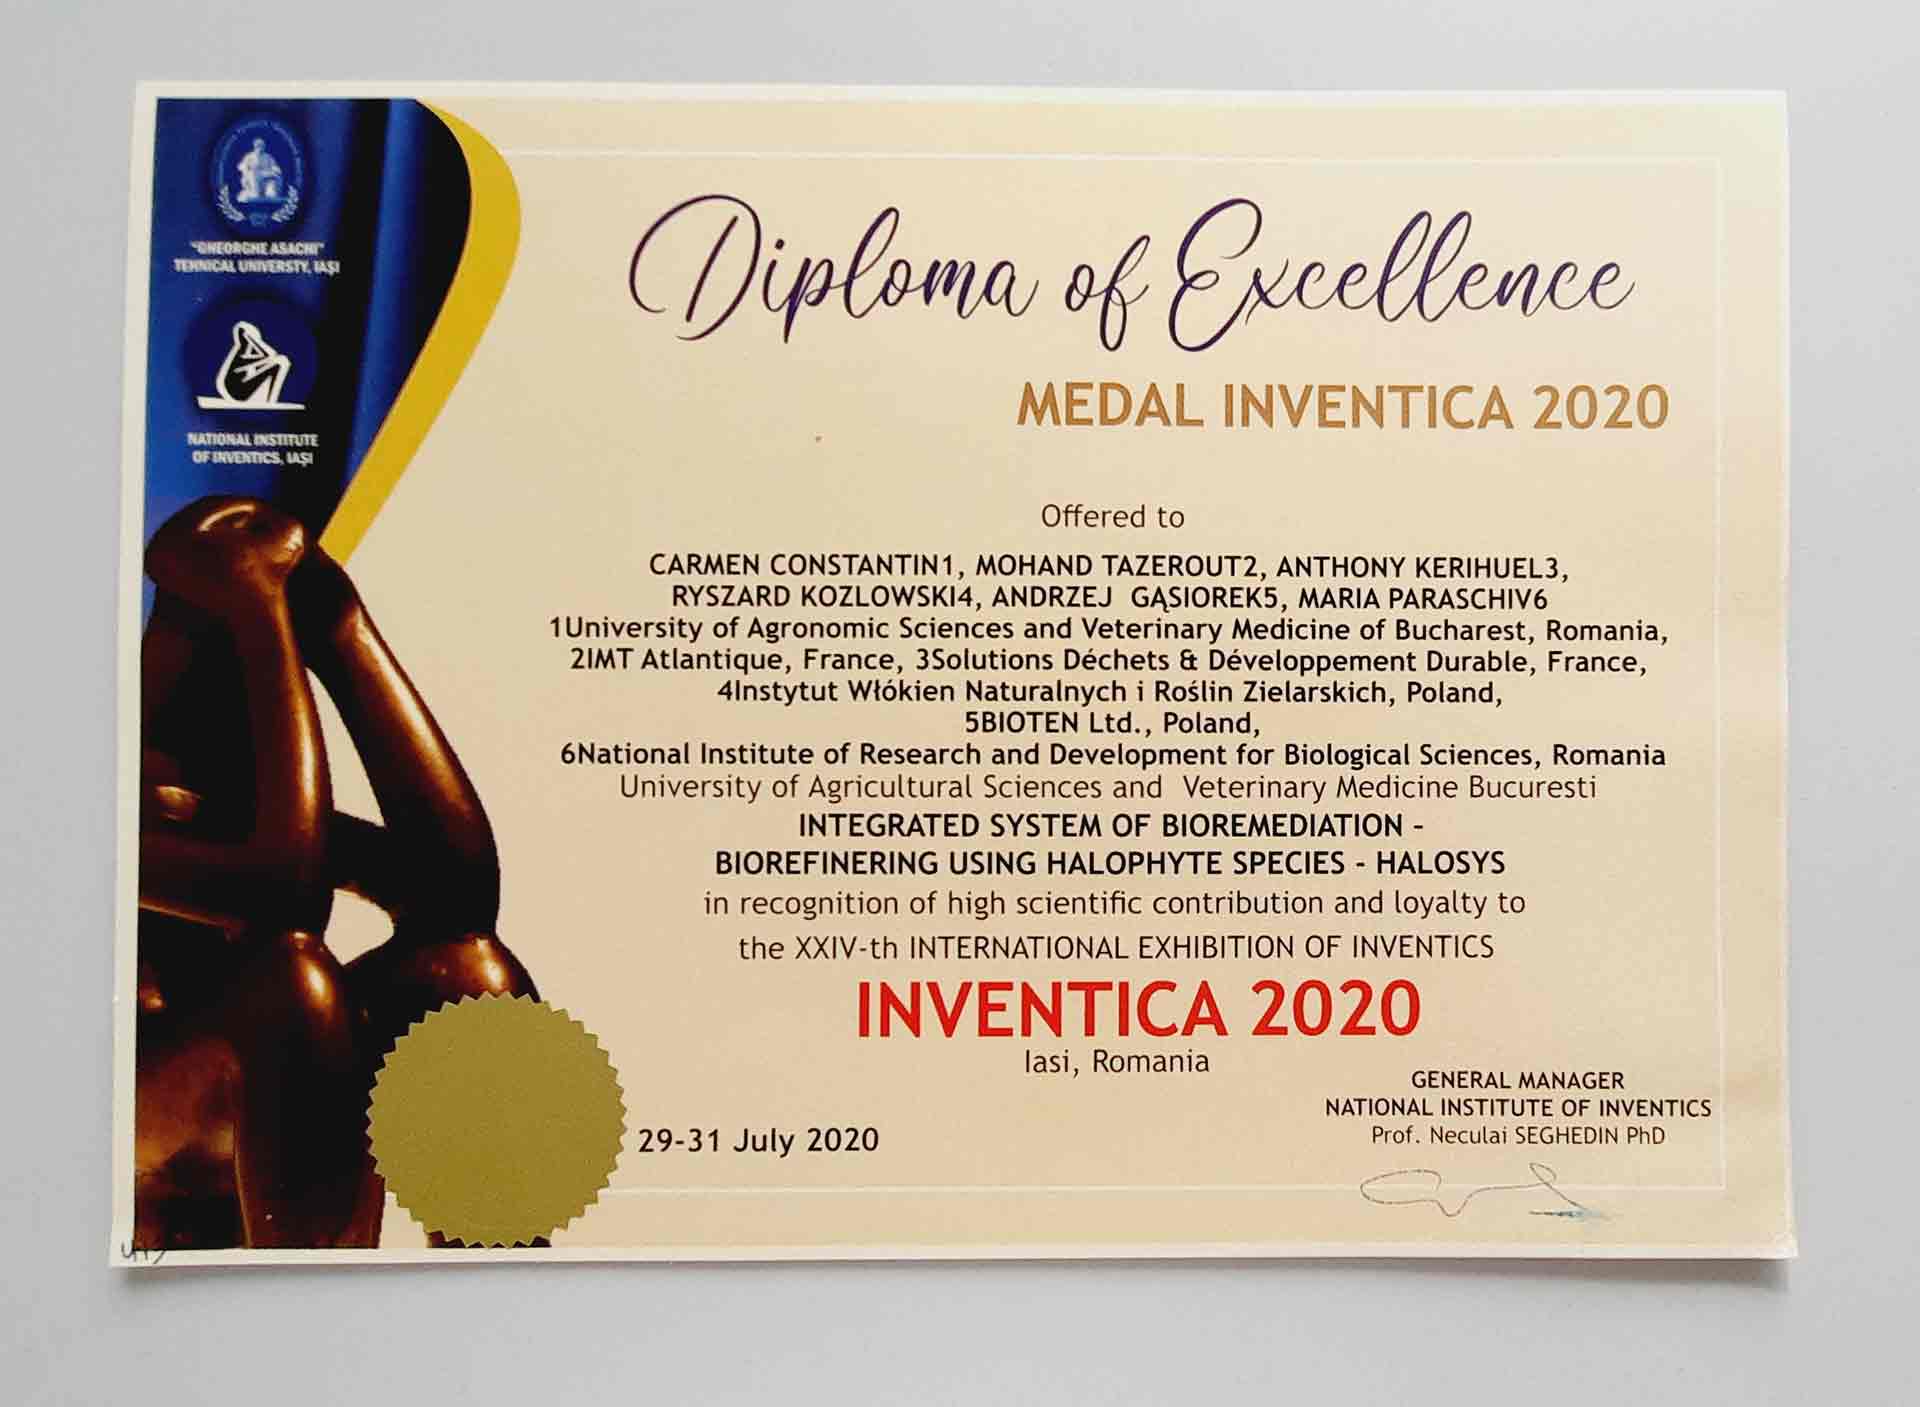 "GHEORGHE ASACHI"
TEHNICAL UNIVERSTY, IAȘI
NATIONAL INSTITUTE
OF INVENTICS, IAȘI
Diploma of Excellence
MEDAL INVENTICA 2020
Offered to
CARMEN CONSTANTIN1, MOHAND TAZEROUT2, ANTHONY KERIHUEL3,
RYSZARD KOZLOWSKI4, ANDRZEJ GĄSIOREK5, MARIA PARASCHIV6
1University of Agronomic Sciences and Veterinary Medicine of Bucharest, Romania,
2IMT Atlantique, France, 3Solutions Déchets & Développement Durable, France,
4Instytut Włókien Naturalnych i Roślin Zielarskich, Poland,
5BIOTEN Ltd., Poland,
6National Institute of Research and Development for Biological Sciences, Romania
University of Agricultural Sciences and Veterinary Medicine Bucuresti
INTEGRATED SYSTEM OF BIOREMEDIATION -
BIOREFINERING USING HALOPHYTE SPECIES - HALOSYS
in recognition of high scientific contribution and loyalty to
the XXIV-th INTERNATIONAL EXHIBITION OF INVENTICS
INVENTICA 2020
Iasi, Romania
GENERAL MANAGER
NATIONAL INSTITUTE OF INVENTICS
Prof. Neculai SEGHEDIN PhD
29-31 July 2020